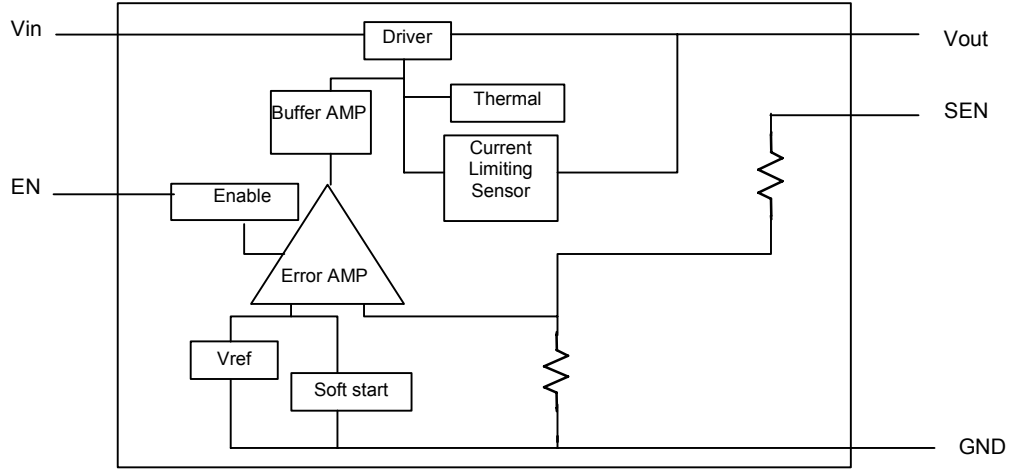 Vin
Driver
Vout
Buffer AMP
Thermal
SEN
Current
Limiting
Sensor
EN
Enable
Error AMP
Vref
Soft start
GND